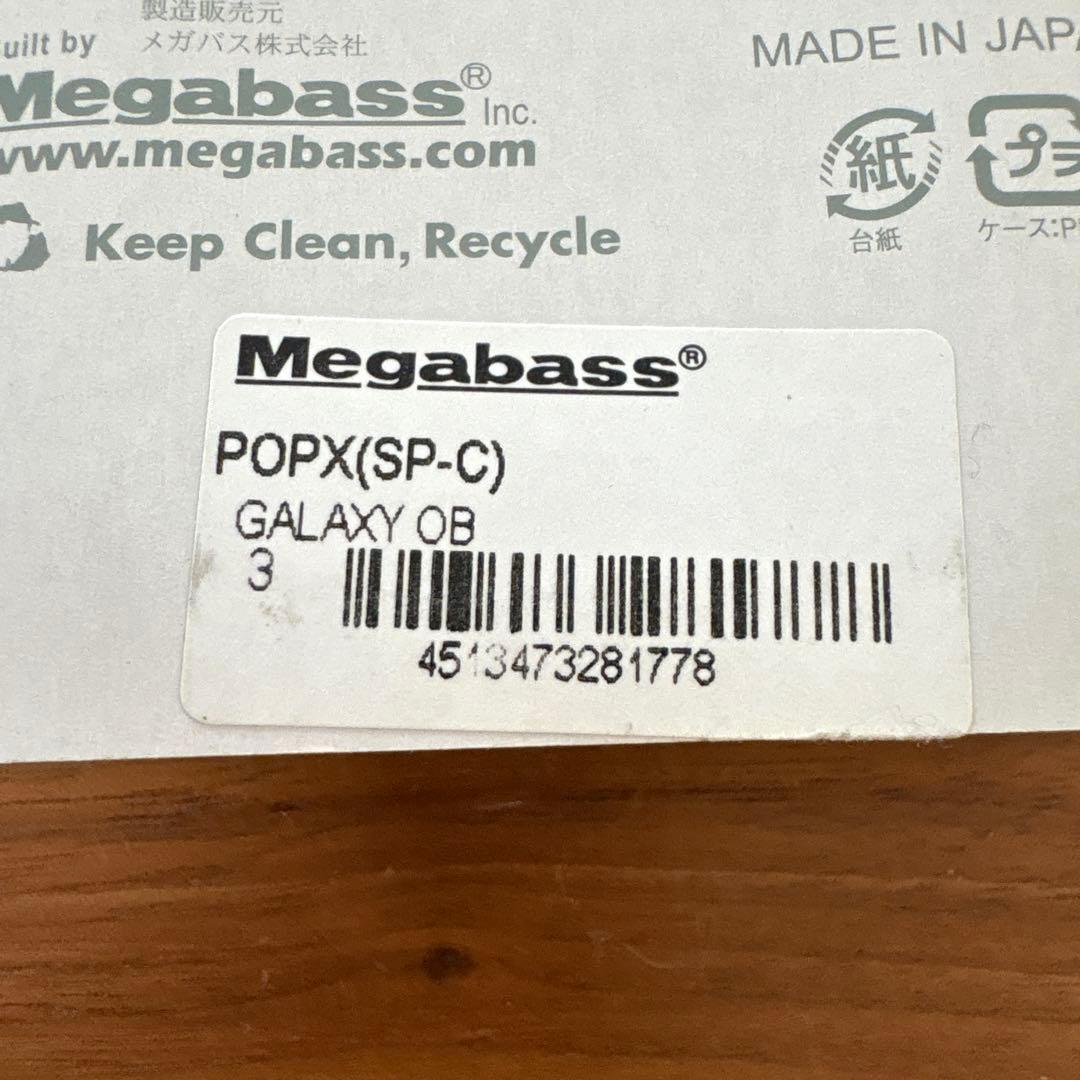 製造販売元
Built by メガバス株式会社
MADE IN JAPA
Megabass® Inc.
www.megabass.com
紙
プラ
台紙
ケース:P
Keep Clean, Recycle
Megabass®
POPX(SP-C)
GALAXY OB
3
4513473281778